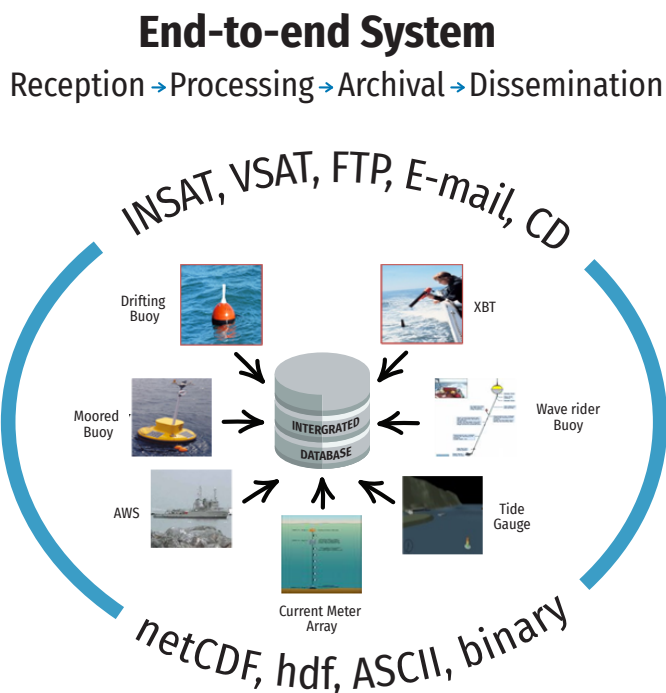 End-to-end System
Reception → Processing → Archival → Dissemination
INSAT, VSAT, FTP, E-mail, CD
Drifting
Buoy
XBT
Moored
Buoy
INTERGRATED
DATABASE
Wave rider
Buoy
AWS
Tide
Gauge
Current Meter
Array
netCDF, hdf, ASCII, binary